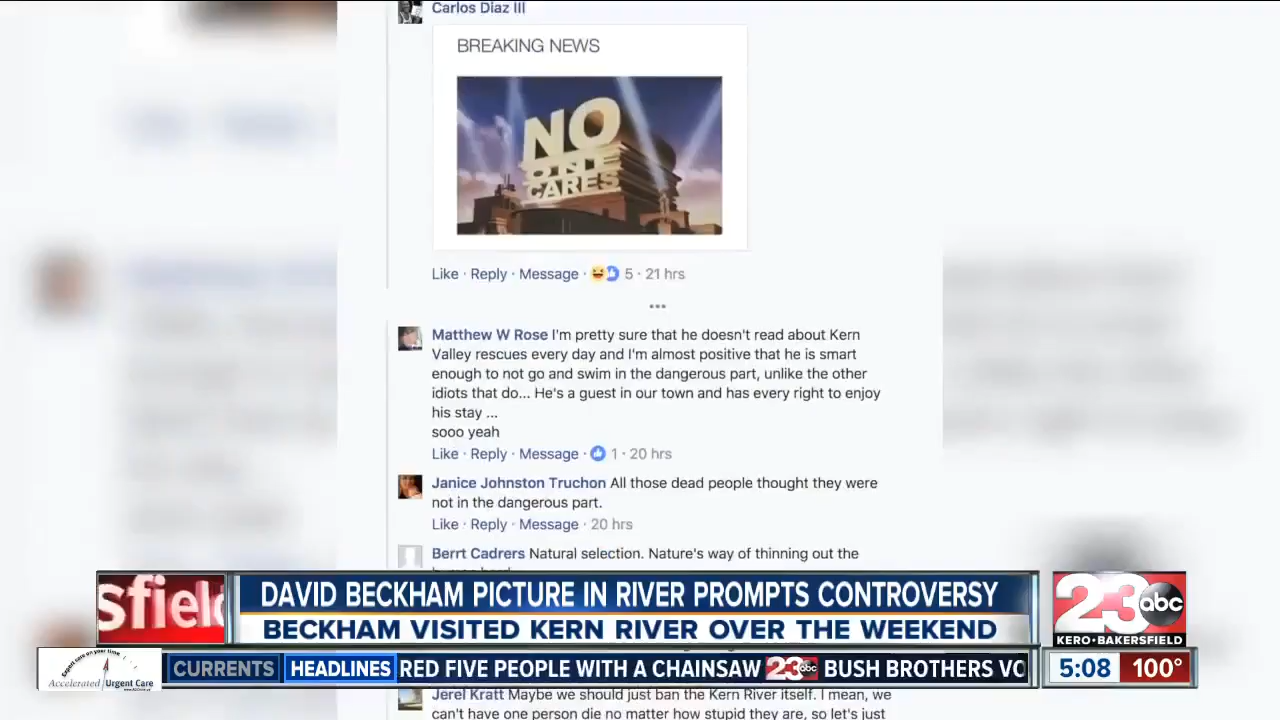 Carlos Diaz III
BREAKING NEWS
NO
ONE
CARES
Like · Reply · Message · 5 · 21 hrs
Matthew W Rose I'm pretty sure that he doesn't read about Kern
Valley rescues every day and I'm almost positive that he is smart
enough to not go and swim in the dangerous part, unlike the other
idiots that do... He's a guest in our town and has every right to enjoy
his stay ...
sooo yeah
Like · Reply · Message · 1 · 20 hrs
Janice Johnston Truchon All those dead people thought they were
not in the dangerous part.
Like · Reply · Message · 20 hrs
Berrt Cadrers Natural selection. Nature's way of thinning out the
sfield
DAVID BECKHAM PICTURE IN RIVER PROMPTS CONTROVERSY
BECKHAM VISITED KERN RIVER OVER THE WEEKEND
23 abc
KERO·BAKERSFIELD
Accelerated Urgent Care
CURRENTS HEADLINES RED FIVE PEOPLE WITH A CHAINSAW 23 abc BUSH BROTHERS VO
5:08 100°
Jerel Kratt Maybe we should just ban the Kern River itself. I mean, we
can't have one person die no matter how stupid they are, so let's just